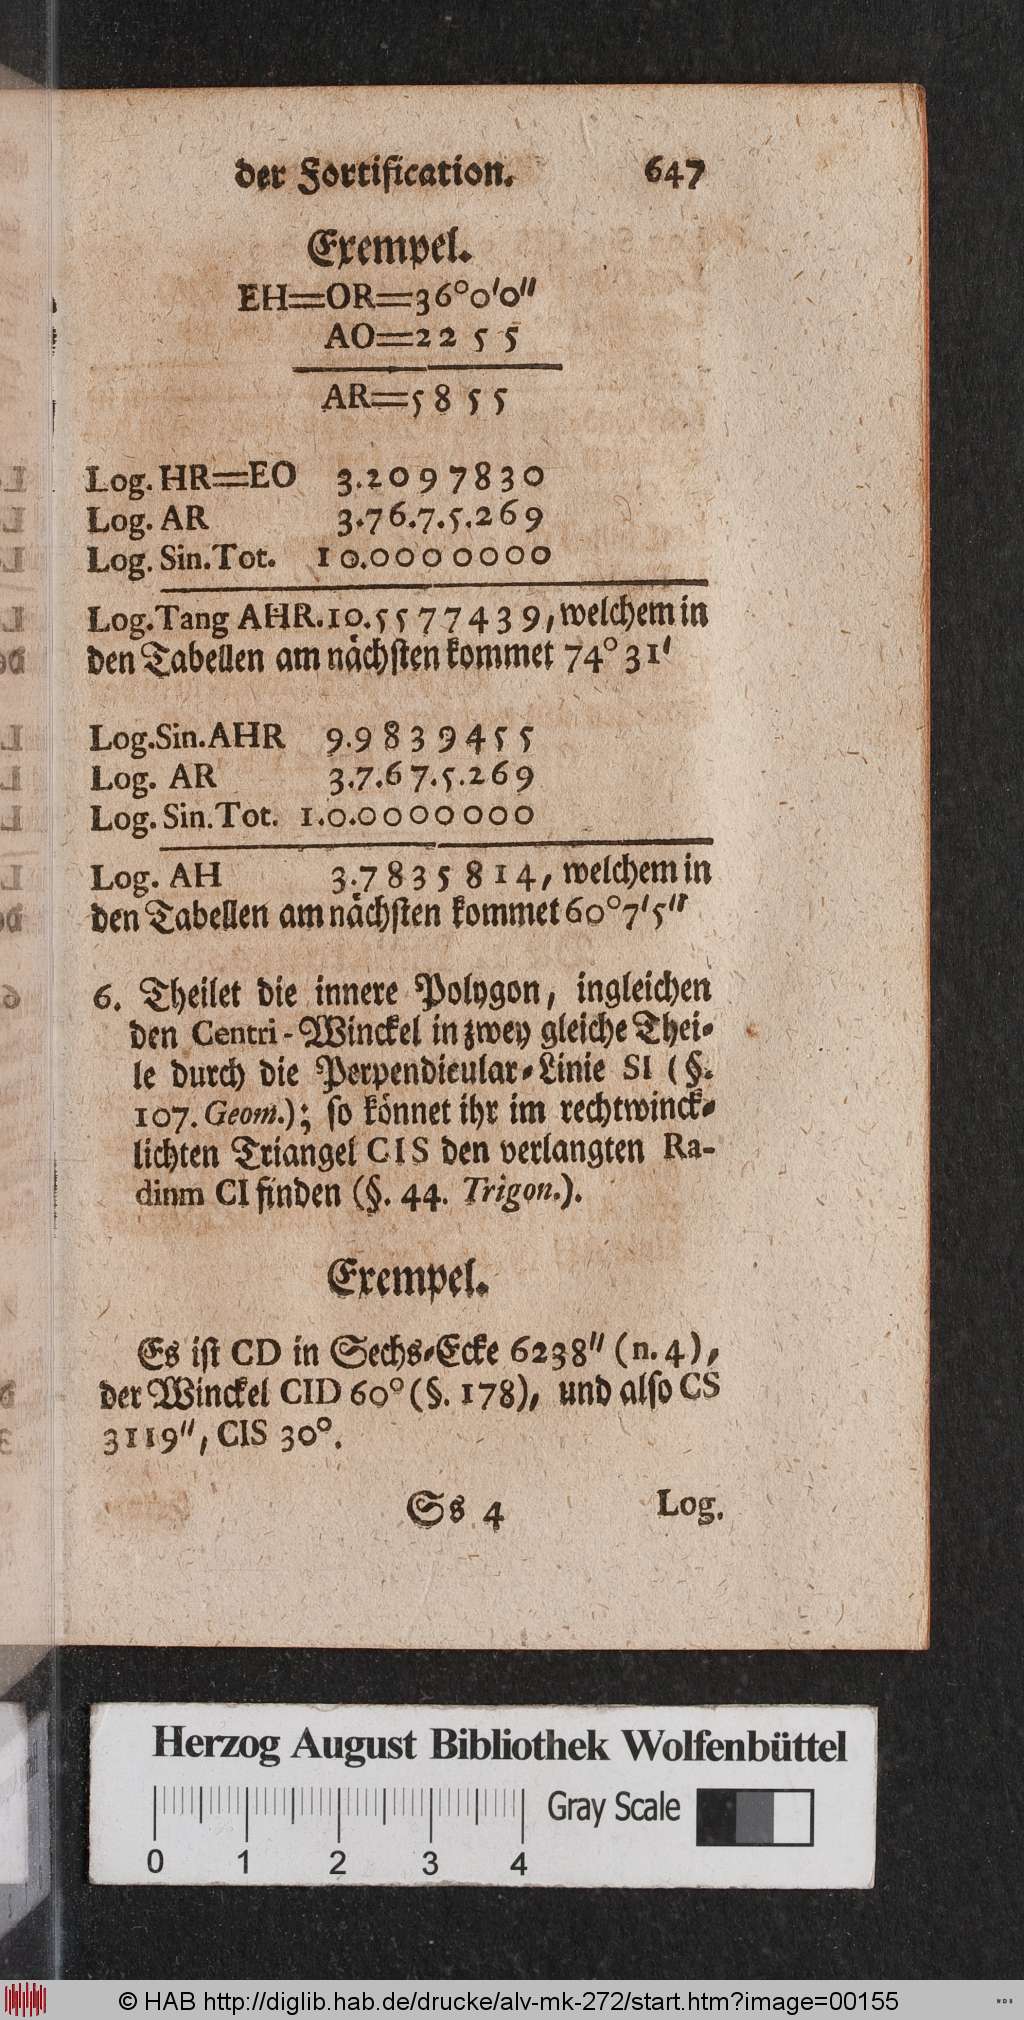 der Fortification. 647
Exempel.
EH=OR=36°0'0"
AO=2255
AR=5855
Log. HR=EO 3.2097830
Log. AR 3.76.7.5.269
Log. Sin.Tot. 10.0000000
Log.Tang AHR.10.5577439, welchem in
den Tabellen am nächsten kommet 74°31'
Log.Sin.AHR 9.9839455
Log. AR 3.7.67.5.269
Log. Sin.Tot. 1.0.0000000
Log. AH 3.7835814, welchem in
den Tabellen am nächsten kommet 60°7'5"
6. Theilet die innere Polygon, ingleichen
den Centri-Winckel in zwey gleiche Thei-
le durch die Perpendicular-Linie SI (§.
107. Geom.); so könnet ihr im rechtwinck-
lichten Triangel CIS den verlangten Ra-
dinm CI finden (§. 44. Trigon.).
Exempel.
Es ist CD in Sechs-Ecke 6238" (n. 4),
der Winckel CID 60° (§. 178), und also CS
3119", CIS 30°.
Ss 4 Log.
Herzog August Bibliothek Wolfenbüttel
Gray Scale
0 1 2 3 4
© HAB http://diglib.hab.de/drucke/alv-mk-272/start.htm?image=00155